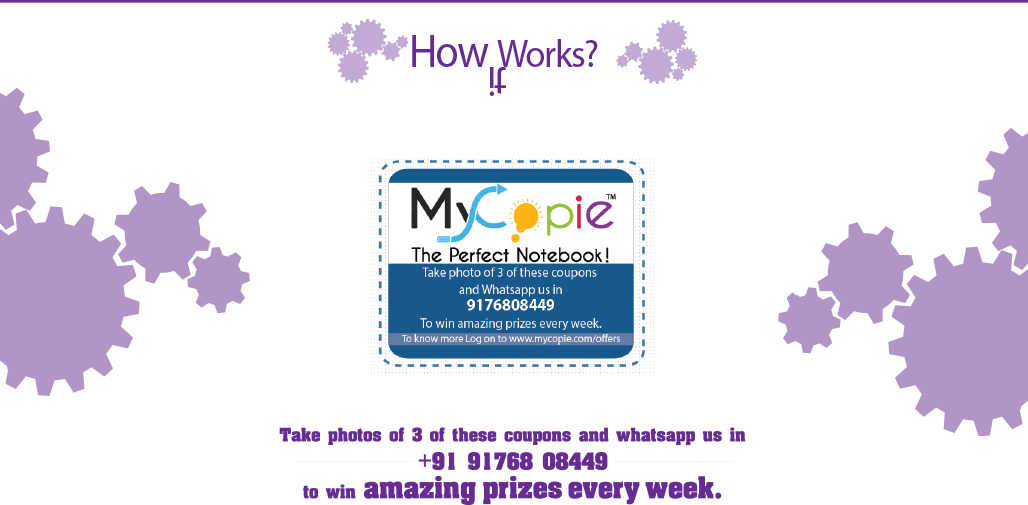 How Works?
It
MyCopie™
The Perfect Notebook!
Take photo of 3 of these coupons
and Whatsapp us in
9176808449
To win amazing prizes every week.
To know more Log on to www.mycopie.com/offers
Take photos of 3 of these coupons and whatsapp us in
+91 91768 08449
to win amazing prizes every week.